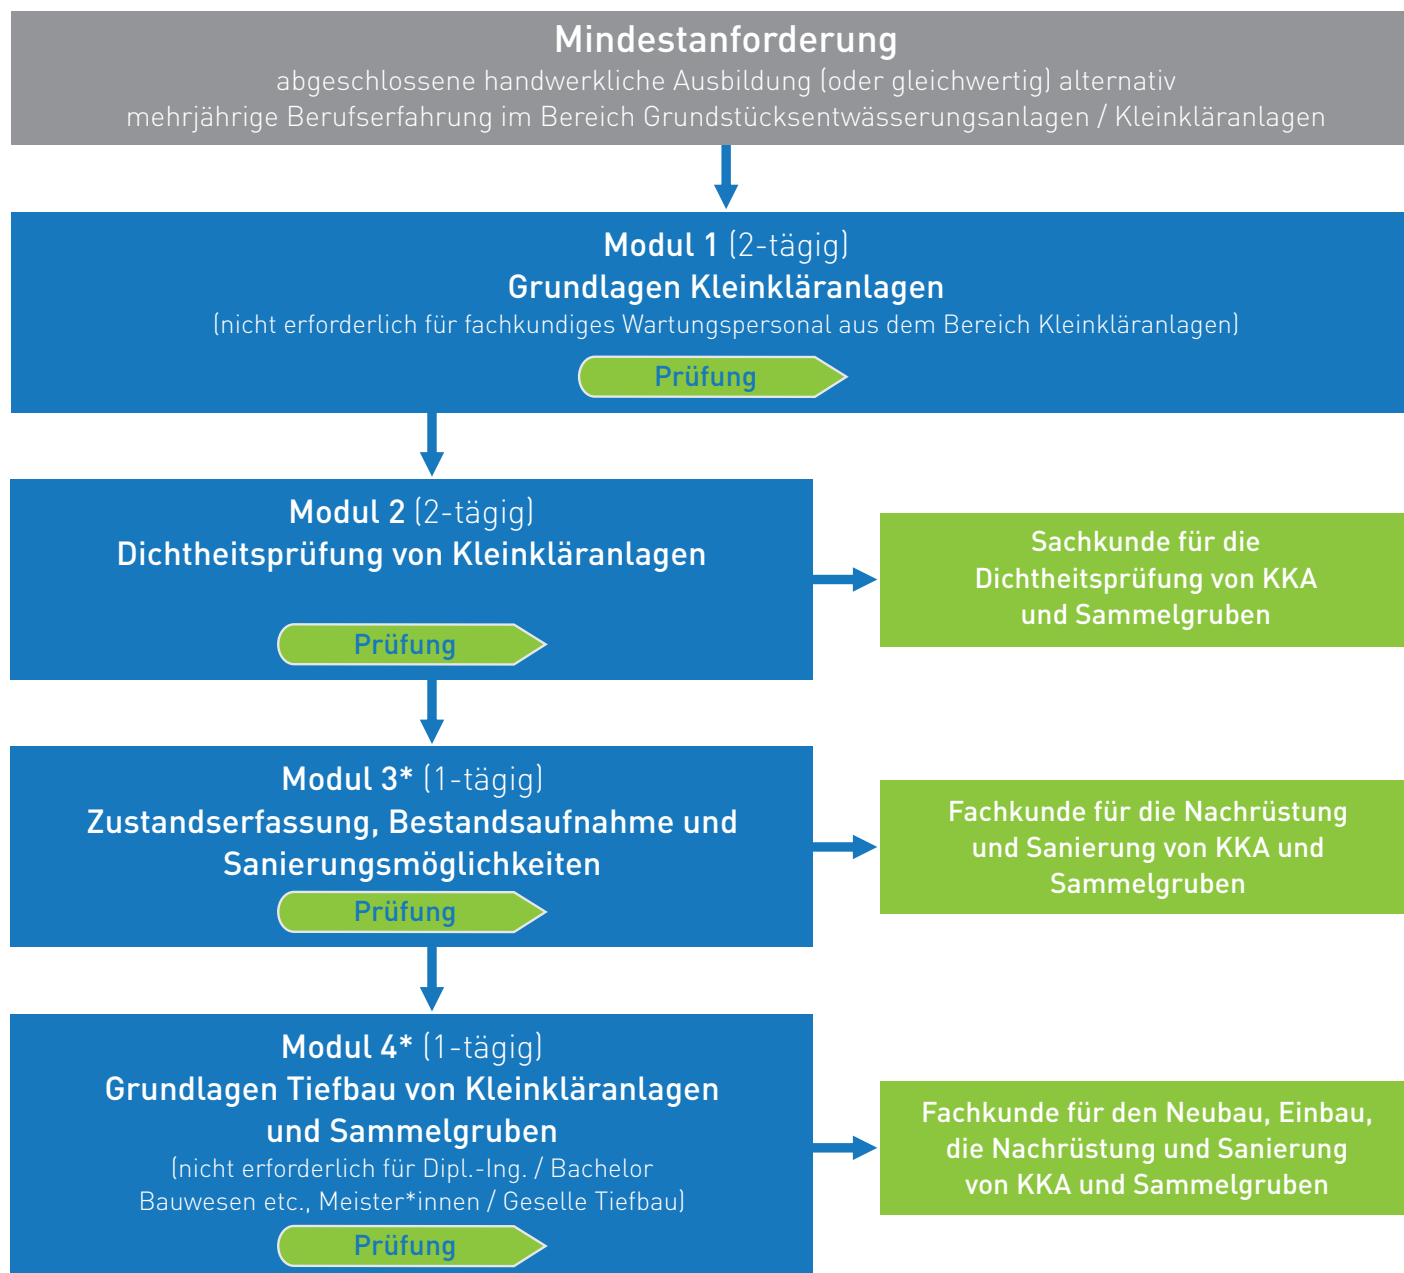 Mindestanforderung
abgeschlossene handwerkliche Ausbildung (oder gleichwertig) alternativ
mehrjährige Berufserfahrung im Bereich Grundstücksentwässerungsanlagen / Kleinkläranlagen
Modul 1 (2-tägig)
Grundlagen Kleinkläranlagen
(nicht erforderlich für fachkundiges Wartungspersonal aus dem Bereich Kleinkläranlagen)
Prüfung
Modul 2 (2-tägig)
Dichtheitsprüfung von Kleinkläranlagen
Prüfung
Sachkunde für die
Dichtheitsprüfung von KKA
und Sammelgruben
Modul 3* (1-tägig)
Zustandserfassung, Bestandsaufnahme und
Sanierungsmöglichkeiten
Prüfung
Fachkunde für die Nachrüstung
und Sanierung von KKA und
Sammelgruben
Modul 4* (1-tägig)
Grundlagen Tiefbau von Kleinkläranlagen
und Sammelgruben
(nicht erforderlich für Dipl.-Ing. / Bachelor
Bauwesen etc., Meister*innen / Geselle Tiefbau)
Prüfung
Fachkunde für den Neubau, Einbau,
die Nachrüstung und Sanierung
von KKA und Sammelgruben